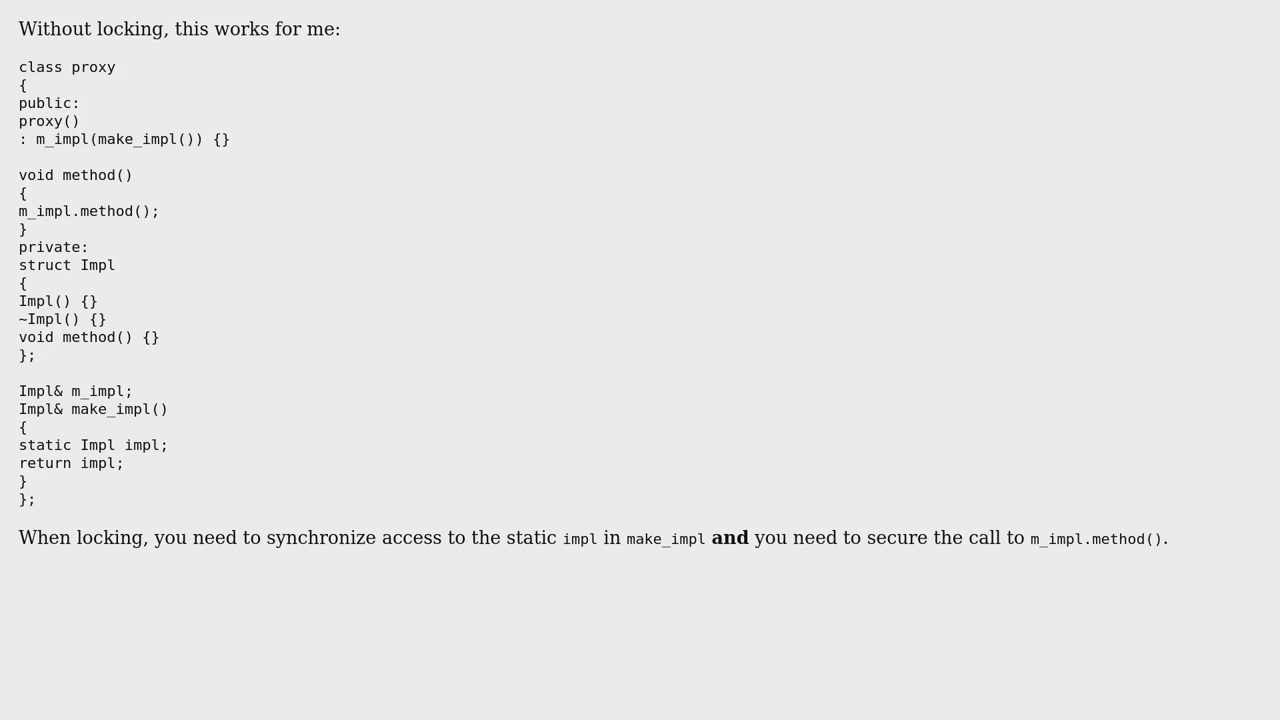 Without locking, this works for me:
class proxy
{
public:
proxy()
: m_impl(make_impl()) {}
void method()
{
m_impl.method();
}
private:
struct Impl
{
Impl() {}
~Impl() {}
void method() {}
};
Impl& m_impl;
Impl& make_impl()
{
static Impl impl;
return impl;
}
};
When locking, you need to synchronize access to the static impl in make_impl and you need to secure the call to m_impl.method().